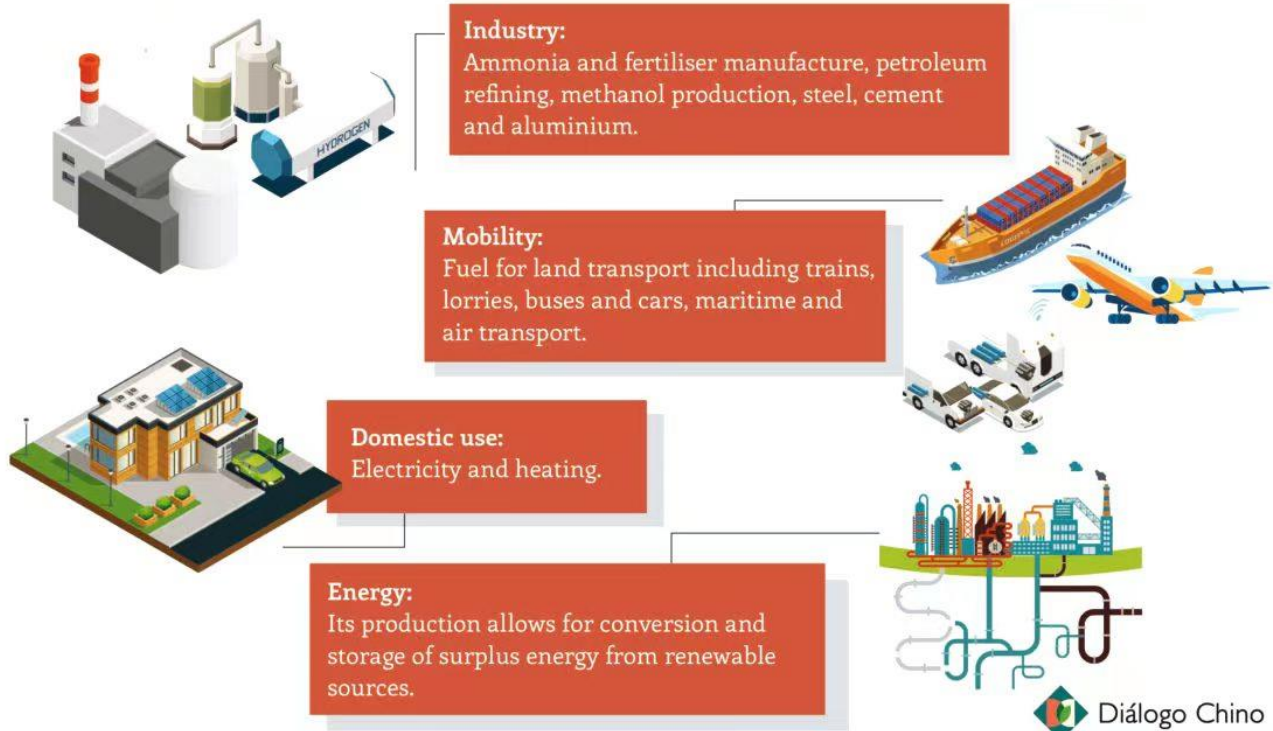 Industry:
Ammonia and fertiliser manufacture, petroleum
refining, methanol production, steel, cement
and aluminium.
HYDROGEN
Mobility:
Fuel for land transport including trains,
lorries, buses and cars, maritime and
air transport.
Domestic use:
Electricity and heating.
Energy:
Its production allows for conversion and
storage of surplus energy from renewable
sources.
Diálogo Chino